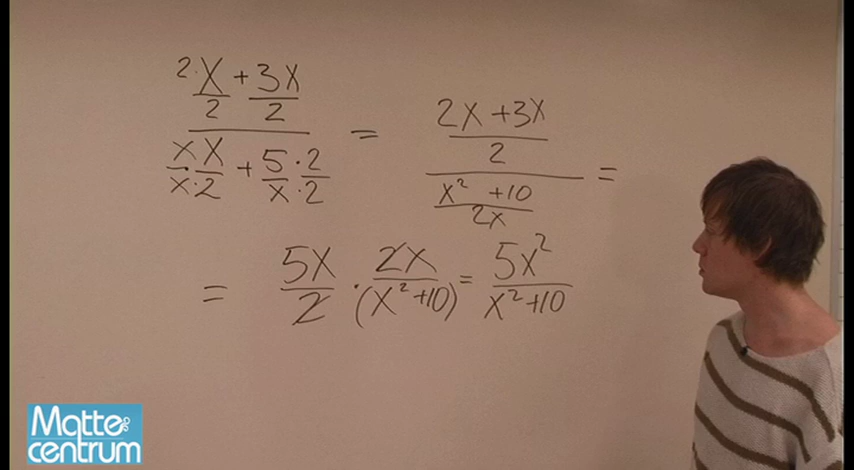 2· x/2 + 3x/2
x·x/x·2 + 5·2/x·2 = (2x + 3x)/2 / (x² + 10)/2x =
= 5x/2 · 2x/(x² + 10) = 5x²/x² + 10
Matte
centrum